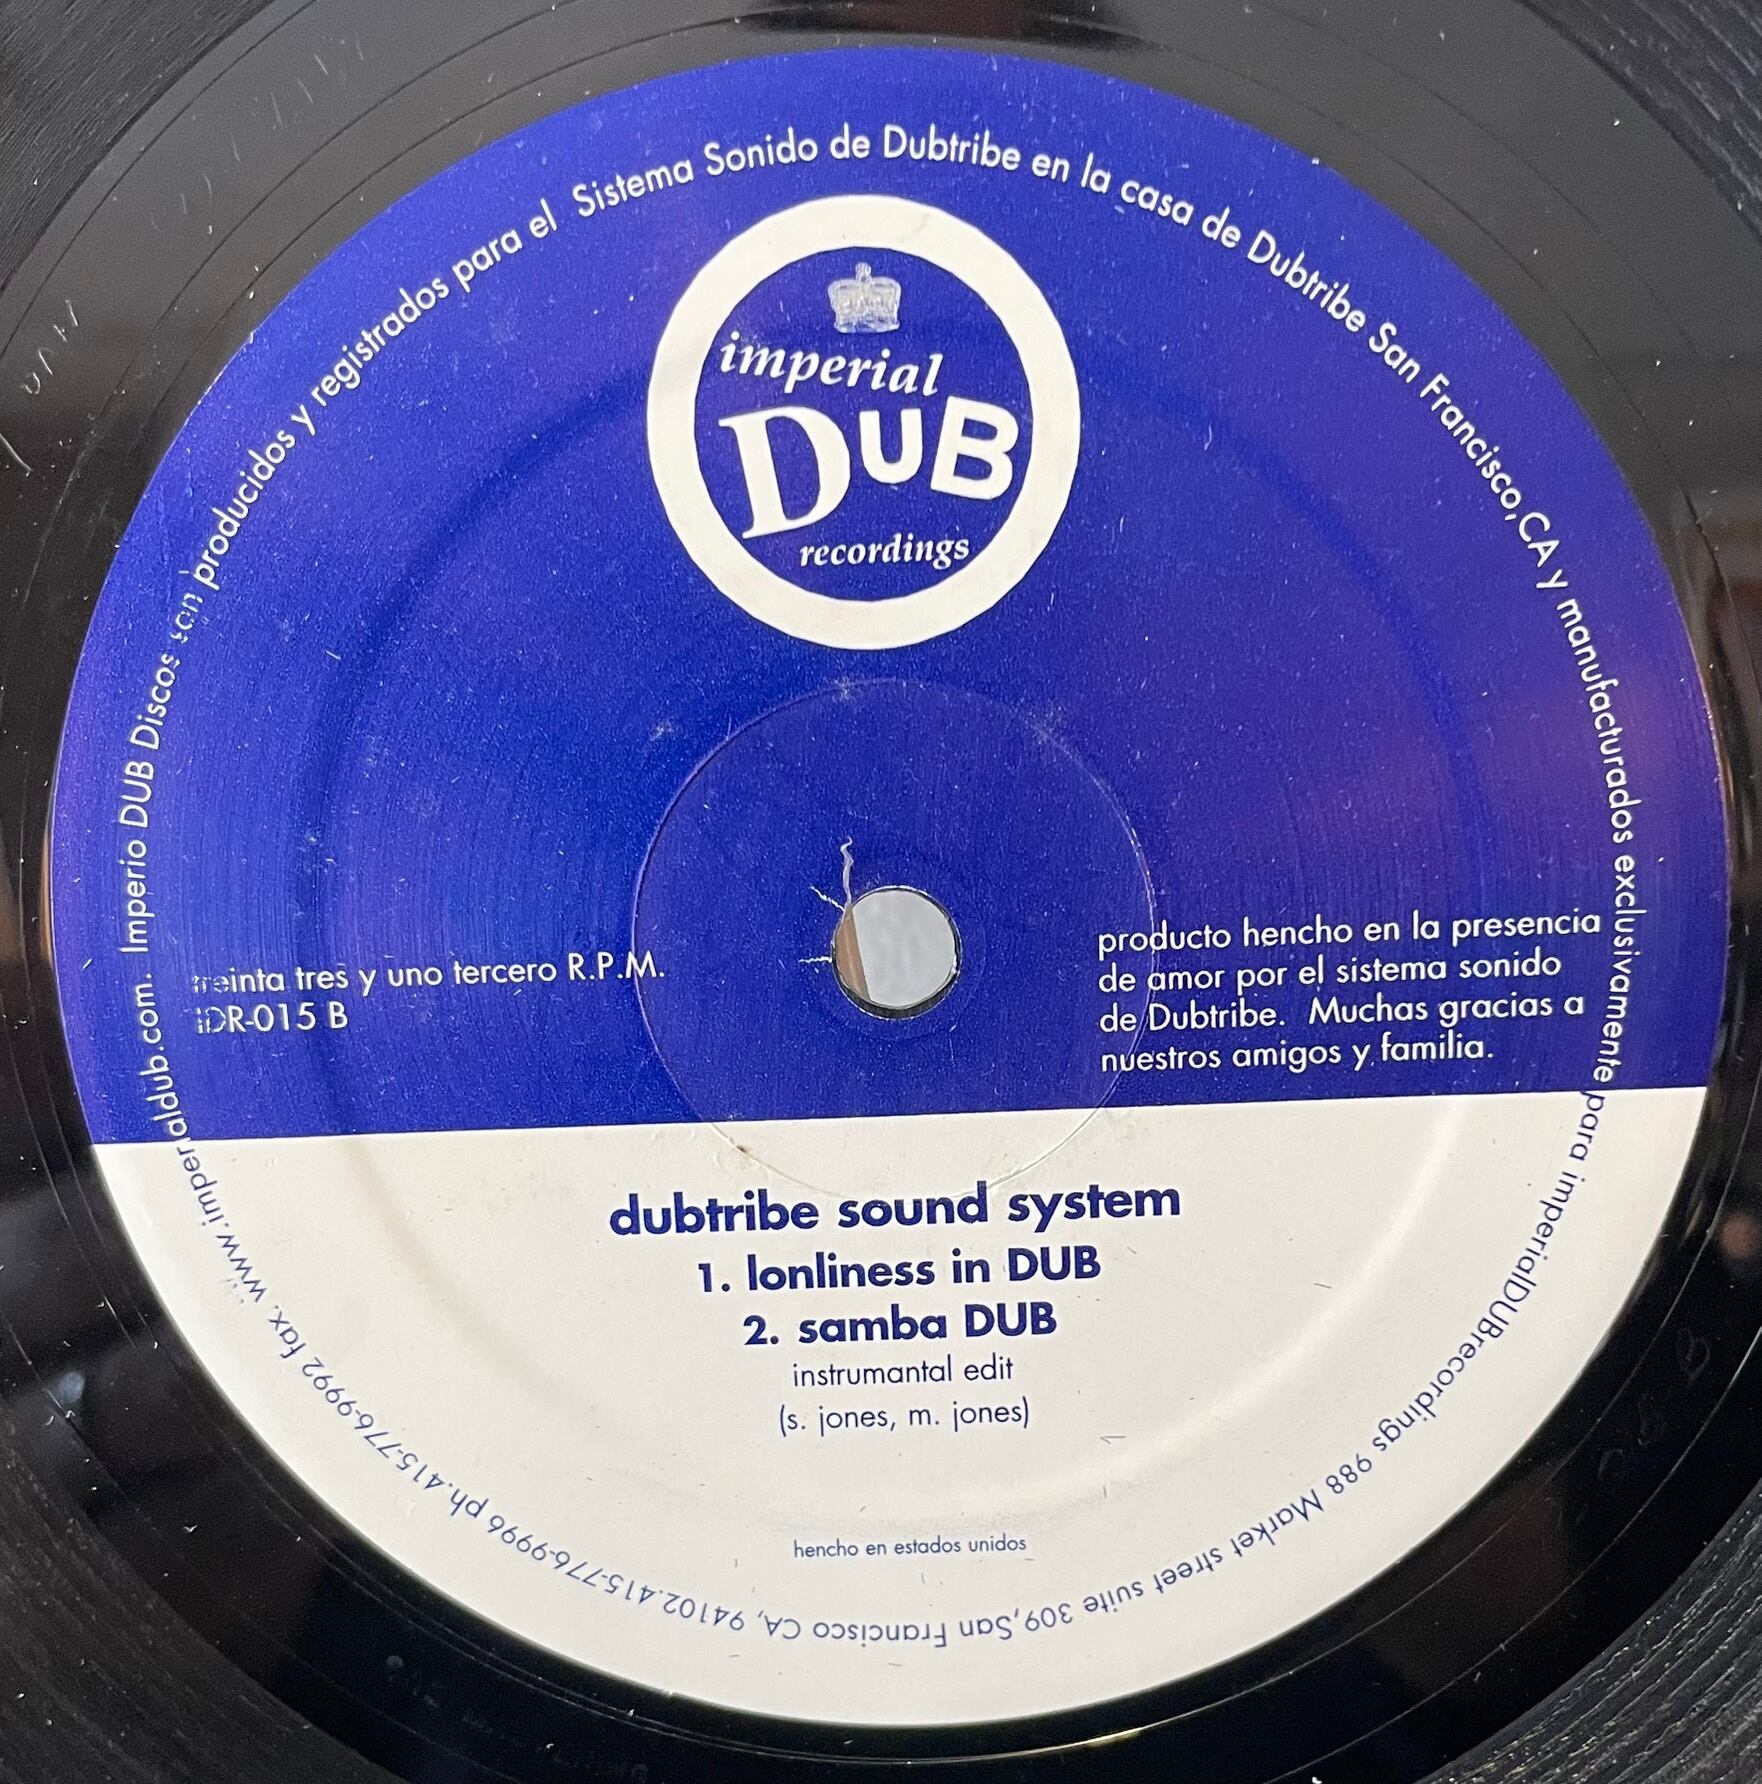 Imperio DUB Discos son producidos y registrados para el Sistema Sonido de Dubtribe en la casa de Dubtribe San Francisco,CA y manufacturados exclusivamente para imperialDUBrecordings 988 Market street suite 309,San Francisco CA, 94102.415-776-9996 ph.415-776-9992 fax. www.imperialdub.com.
imperial
DUB
recordings
treinta tres y uno tercero R.P.M.
IDR-015 B
producto hencho en la presencia
de amor por el sistema sonido
de Dubtribe. Muchas gracias a
nuestros amigos y familia.
dubtribe sound system
1. lonliness in DUB
2. samba DUB
instrumantal edit
(s. jones, m. jones)
hencho en estados unidos